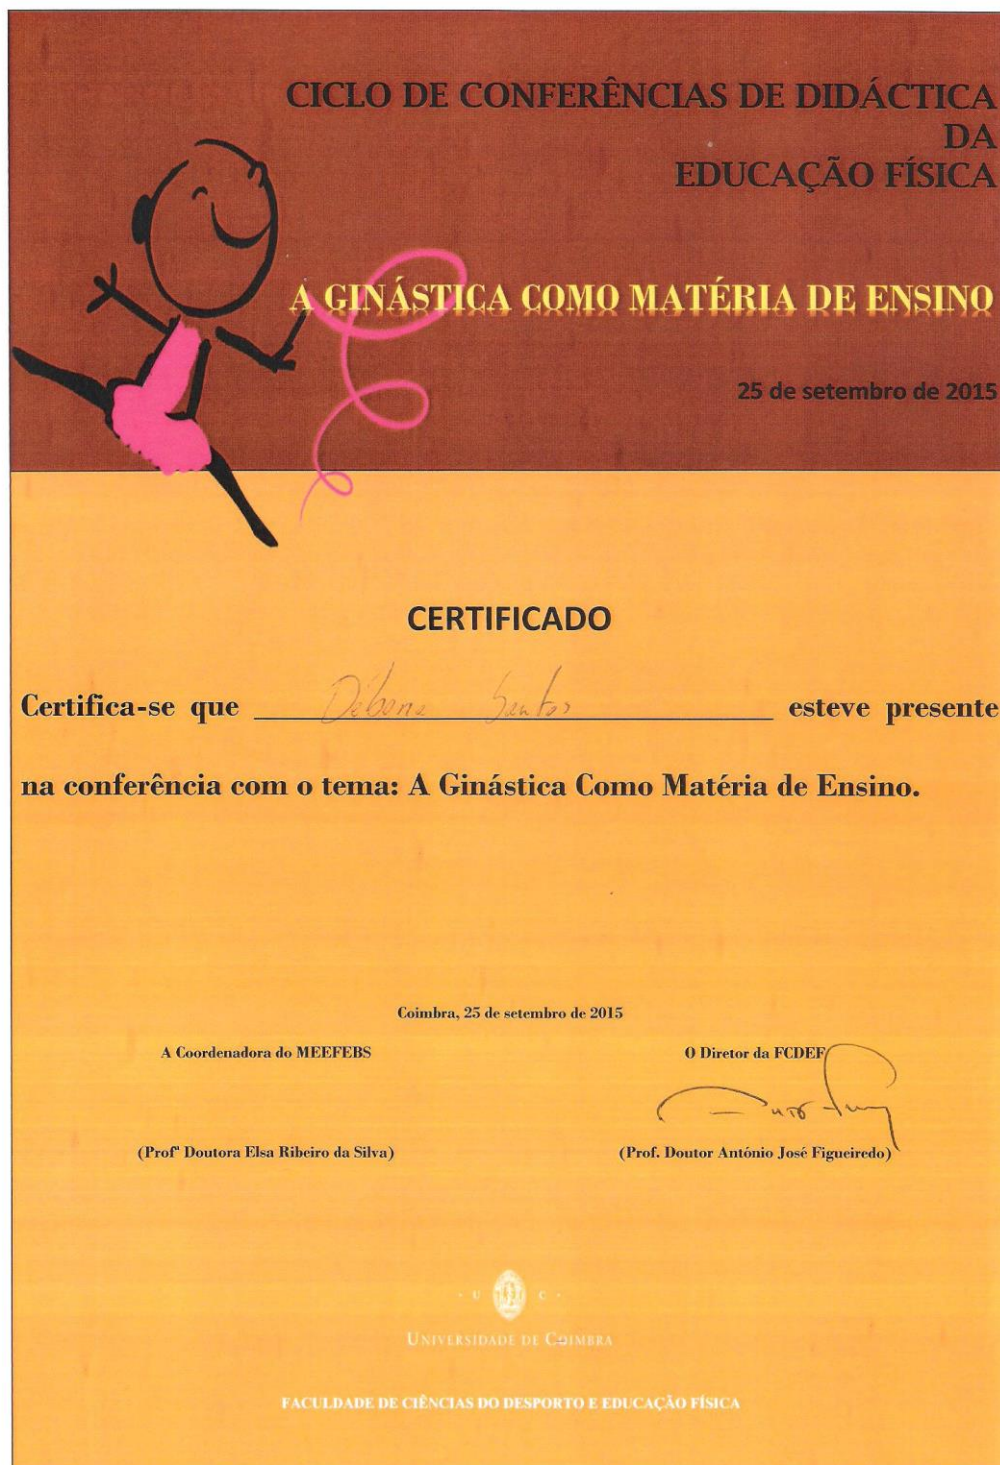 CICLO DE CONFERÊNCIAS DE DIDÁCTICA
DA
EDUCAÇÃO FÍSICA
A GINÁSTICA COMO MATÉRIA DE ENSINO
25 de setembro de 2015
CERTIFICADO
Certifica-se que Débora Santos esteve presente
na conferência com o tema: A Ginástica Como Matéria de Ensino.
Coimbra, 25 de setembro de 2015
A Coordenadora do MEEFEBS
O Diretor da FCDEF
(Profª Doutora Elsa Ribeiro da Silva)
(Prof. Doutor António José Figueiredo)
· U C ·
UNIVERSIDADE DE COIMBRA
FACULDADE DE CIÊNCIAS DO DESPORTO E EDUCAÇÃO FÍSICA